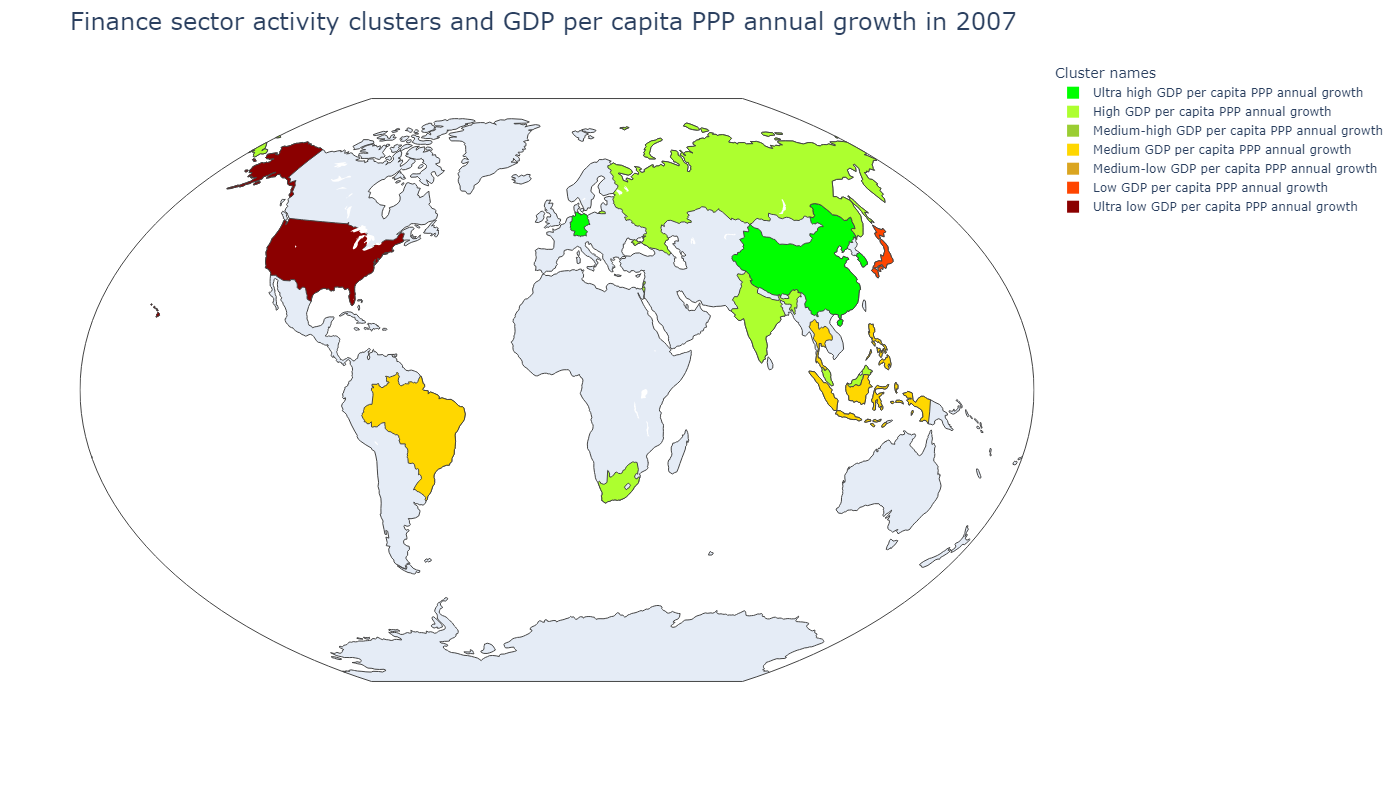 Finance sector activity clusters and GDP per capita PPP annual growth in 2007
Cluster names
Ultra high GDP per capita PPP annual growth
High GDP per capita PPP annual growth
Medium-high GDP per capita PPP annual growth
Medium GDP per capita PPP annual growth
Medium-low GDP per capita PPP annual growth
Low GDP per capita PPP annual growth
Ultra low GDP per capita PPP annual growth